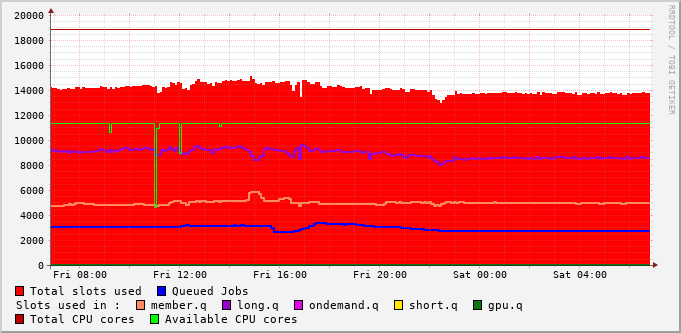 20000
18000
16000
14000
12000
10000
8000
6000
4000
2000
0
Fri 08:00 Fri 12:00 Fri 16:00 Fri 20:00 Sat 00:00 Sat 04:00
Total slots used Queued Jobs
Slots used in : member.q long.q ondemand.q short.q gpu.q
Total CPU cores Available CPU cores
RRDTOOL / TOBI OETIKER